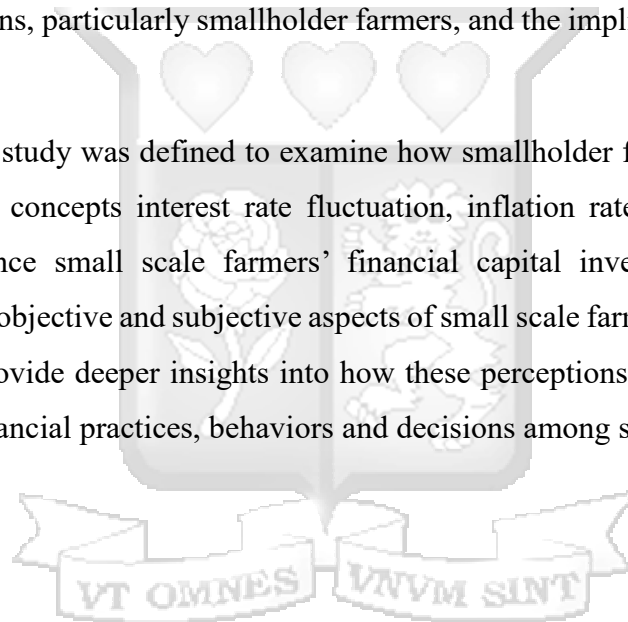 ns, particularly smallholder farmers, and the impl
study was defined to examine how smallholder f
concepts interest rate fluctuation, inflation rate
nce small scale farmers’ financial capital inve
objective and subjective aspects of small scale farr
ovide deeper insights into how these perceptions
ancial practices, behaviors and decisions among s
VT OMNES VNVM SINT